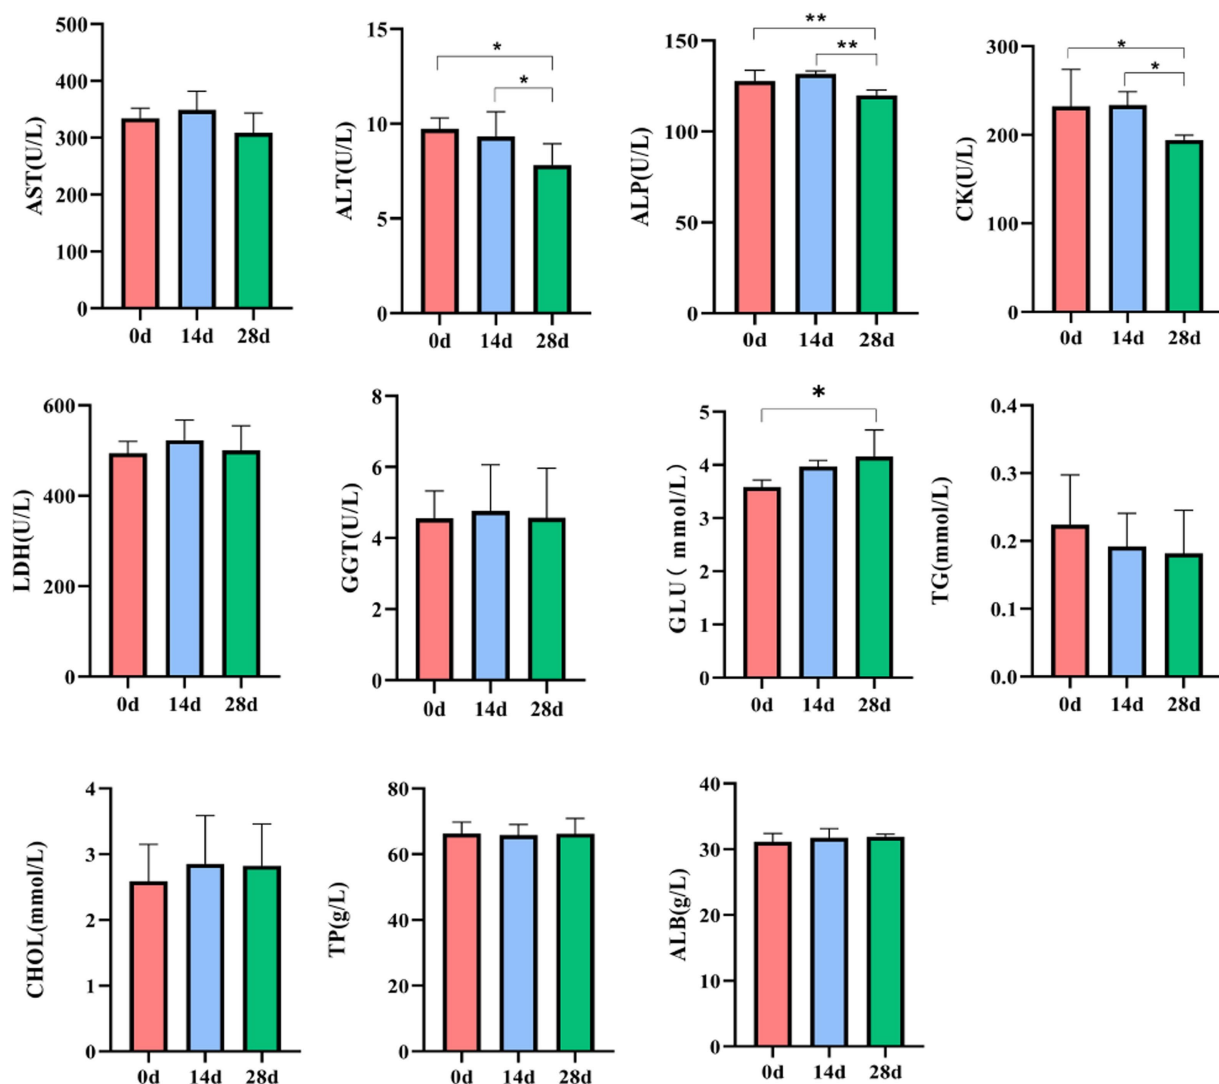 AST(U/L)
500
400
300
200
100
0
0d 14d 28d
ALT(U/L)
15
10
5
0
*
*
0d 14d 28d
ALP(U/L)
150
100
50
0
**
**
0d 14d 28d
CK(U/L)
300
200
100
0
*
*
0d 14d 28d
LDH(U/L)
600
400
200
0
0d 14d 28d
GGT(U/L)
8
6
4
2
0
0d 14d 28d
GLU( mmol/L)
5
4
3
2
1
0
*
0d 14d 28d
TG(mmol/L)
0.4
0.3
0.2
0.1
0.0
0d 14d 28d
CHOL(mmol/L)
4
3
2
1
0
0d 14d 28d
TP(g/L)
80
60
40
20
0
0d 14d 28d
ALB(g/L)
40
30
20
10
0
0d 14d 28d